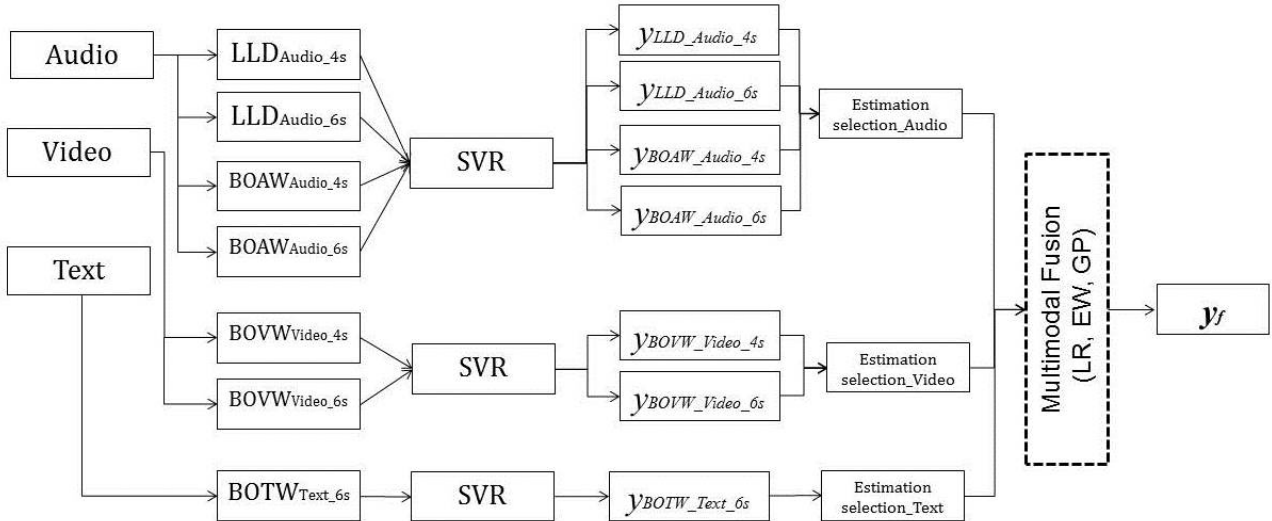 Audio
Video
Text
LLDAudio_4s
LLDAudio_6s
BOAWAudio_4s
BOAWAudio_6s
BOVWVideo_4s
BOVWVideo_6s
BOTWText_6s
SVR
SVR
SVR
yLLD_Audio_4s
yLLD_Audio_6s
yBOAW_Audio_4s
yBOAW_Audio_6s
yBOVW_Video_4s
yBOVW_Video_6s
yBOTW_Text_6s
Estimation
selection_Audio
Estimation
selection_Video
Estimation
selection_Text
Multimodal Fusion
(LR, EW, GP)
yf